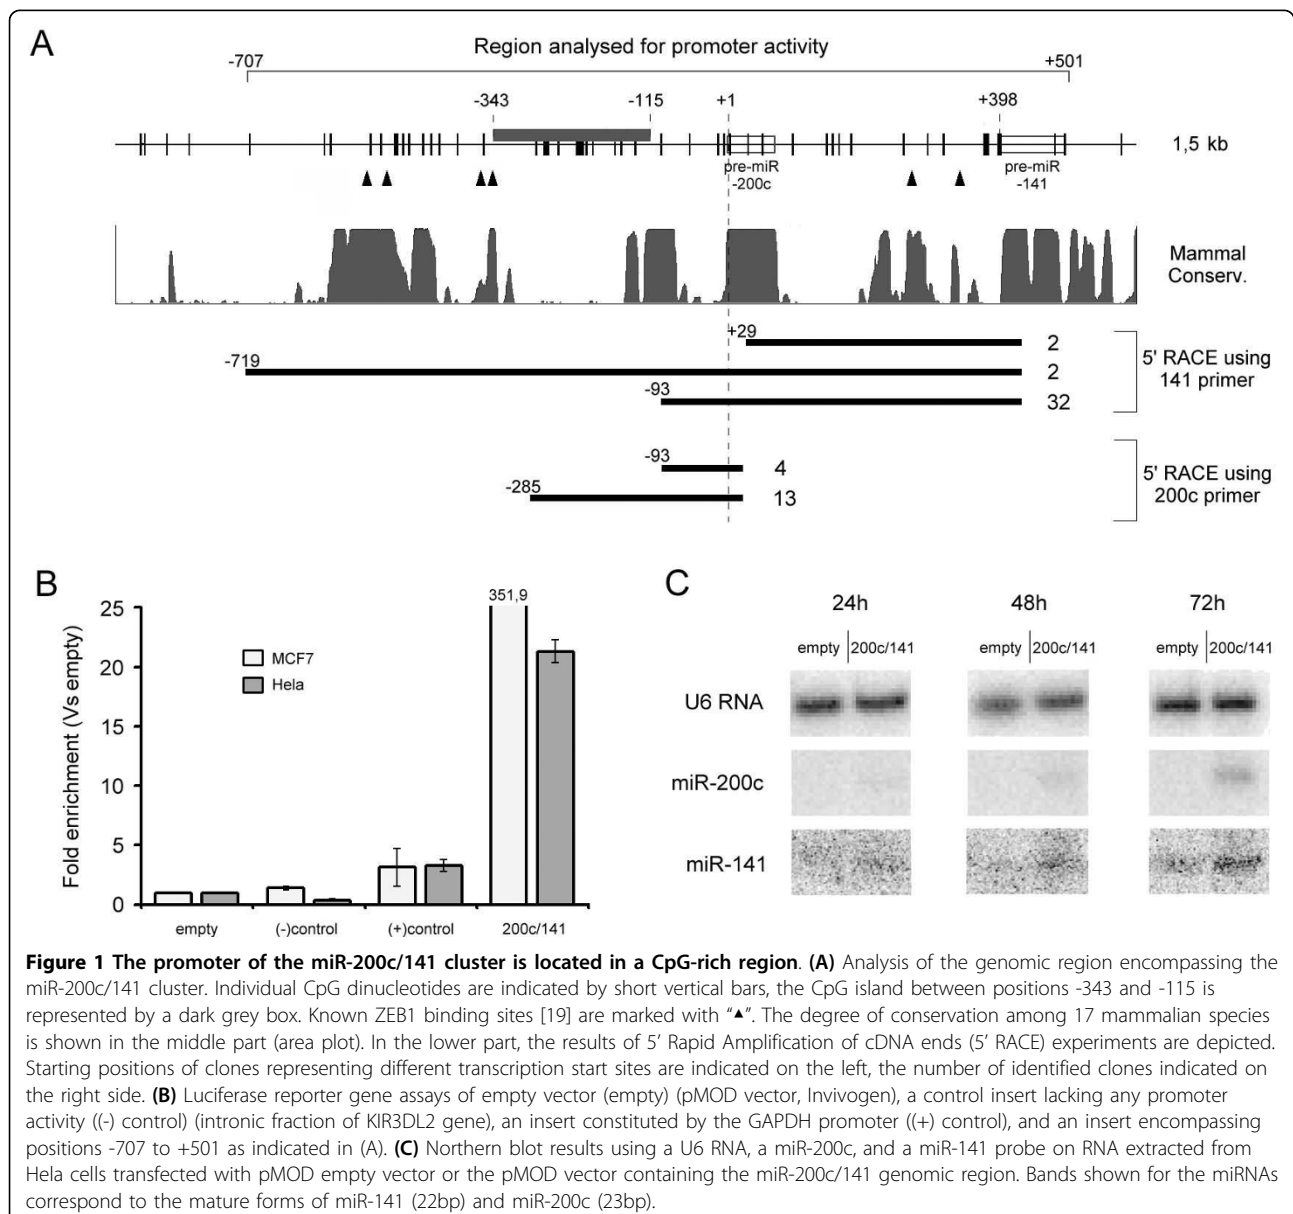 A
Region analysed for promoter activity
-707
+501
-343
-115
+1
+398
1,5 kb
pre-miR
-200c
pre-miR
-141
Mammal
Conserv.
+29
2
-719
2
-93
32
5' RACE using
141 primer
-93
4
-285
13
5' RACE using
200c primer
B
Fold enrichment (Vs empty)
25
20
15
10
5
0
351,9
MCF7
Hela
empty
(-)control
(+)control
200c/141
C
24h
48h
72h
empty
200c/141
empty
200c/141
empty
200c/141
U6 RNA
miR-200c
miR-141
Figure 1 The promoter of the miR-200c/141 cluster is located in a CpG-rich region. (A) Analysis of the genomic region encompassing the
miR-200c/141 cluster. Individual CpG dinucleotides are indicated by short vertical bars, the CpG island between positions -343 and -115 is
represented by a dark grey box. Known ZEB1 binding sites [19] are marked with “▲”. The degree of conservation among 17 mammalian species
is shown in the middle part (area plot). In the lower part, the results of 5’ Rapid Amplification of cDNA ends (5’ RACE) experiments are depicted.
Starting positions of clones representing different transcription start sites are indicated on the left, the number of identified clones indicated on
the right side. (B) Luciferase reporter gene assays of empty vector (empty) (pMOD vector, Invivogen), a control insert lacking any promoter
activity ((-) control) (intronic fraction of KIR3DL2 gene), an insert constituted by the GAPDH promoter ((+) control), and an insert encompassing
positions -707 to +501 as indicated in (A). (C) Northern blot results using a U6 RNA, a miR-200c, and a miR-141 probe on RNA extracted from
Hela cells transfected with pMOD empty vector or the pMOD vector containing the miR-200c/141 genomic region. Bands shown for the miRNAs
correspond to the mature forms of miR-141 (22bp) and miR-200c (23bp).